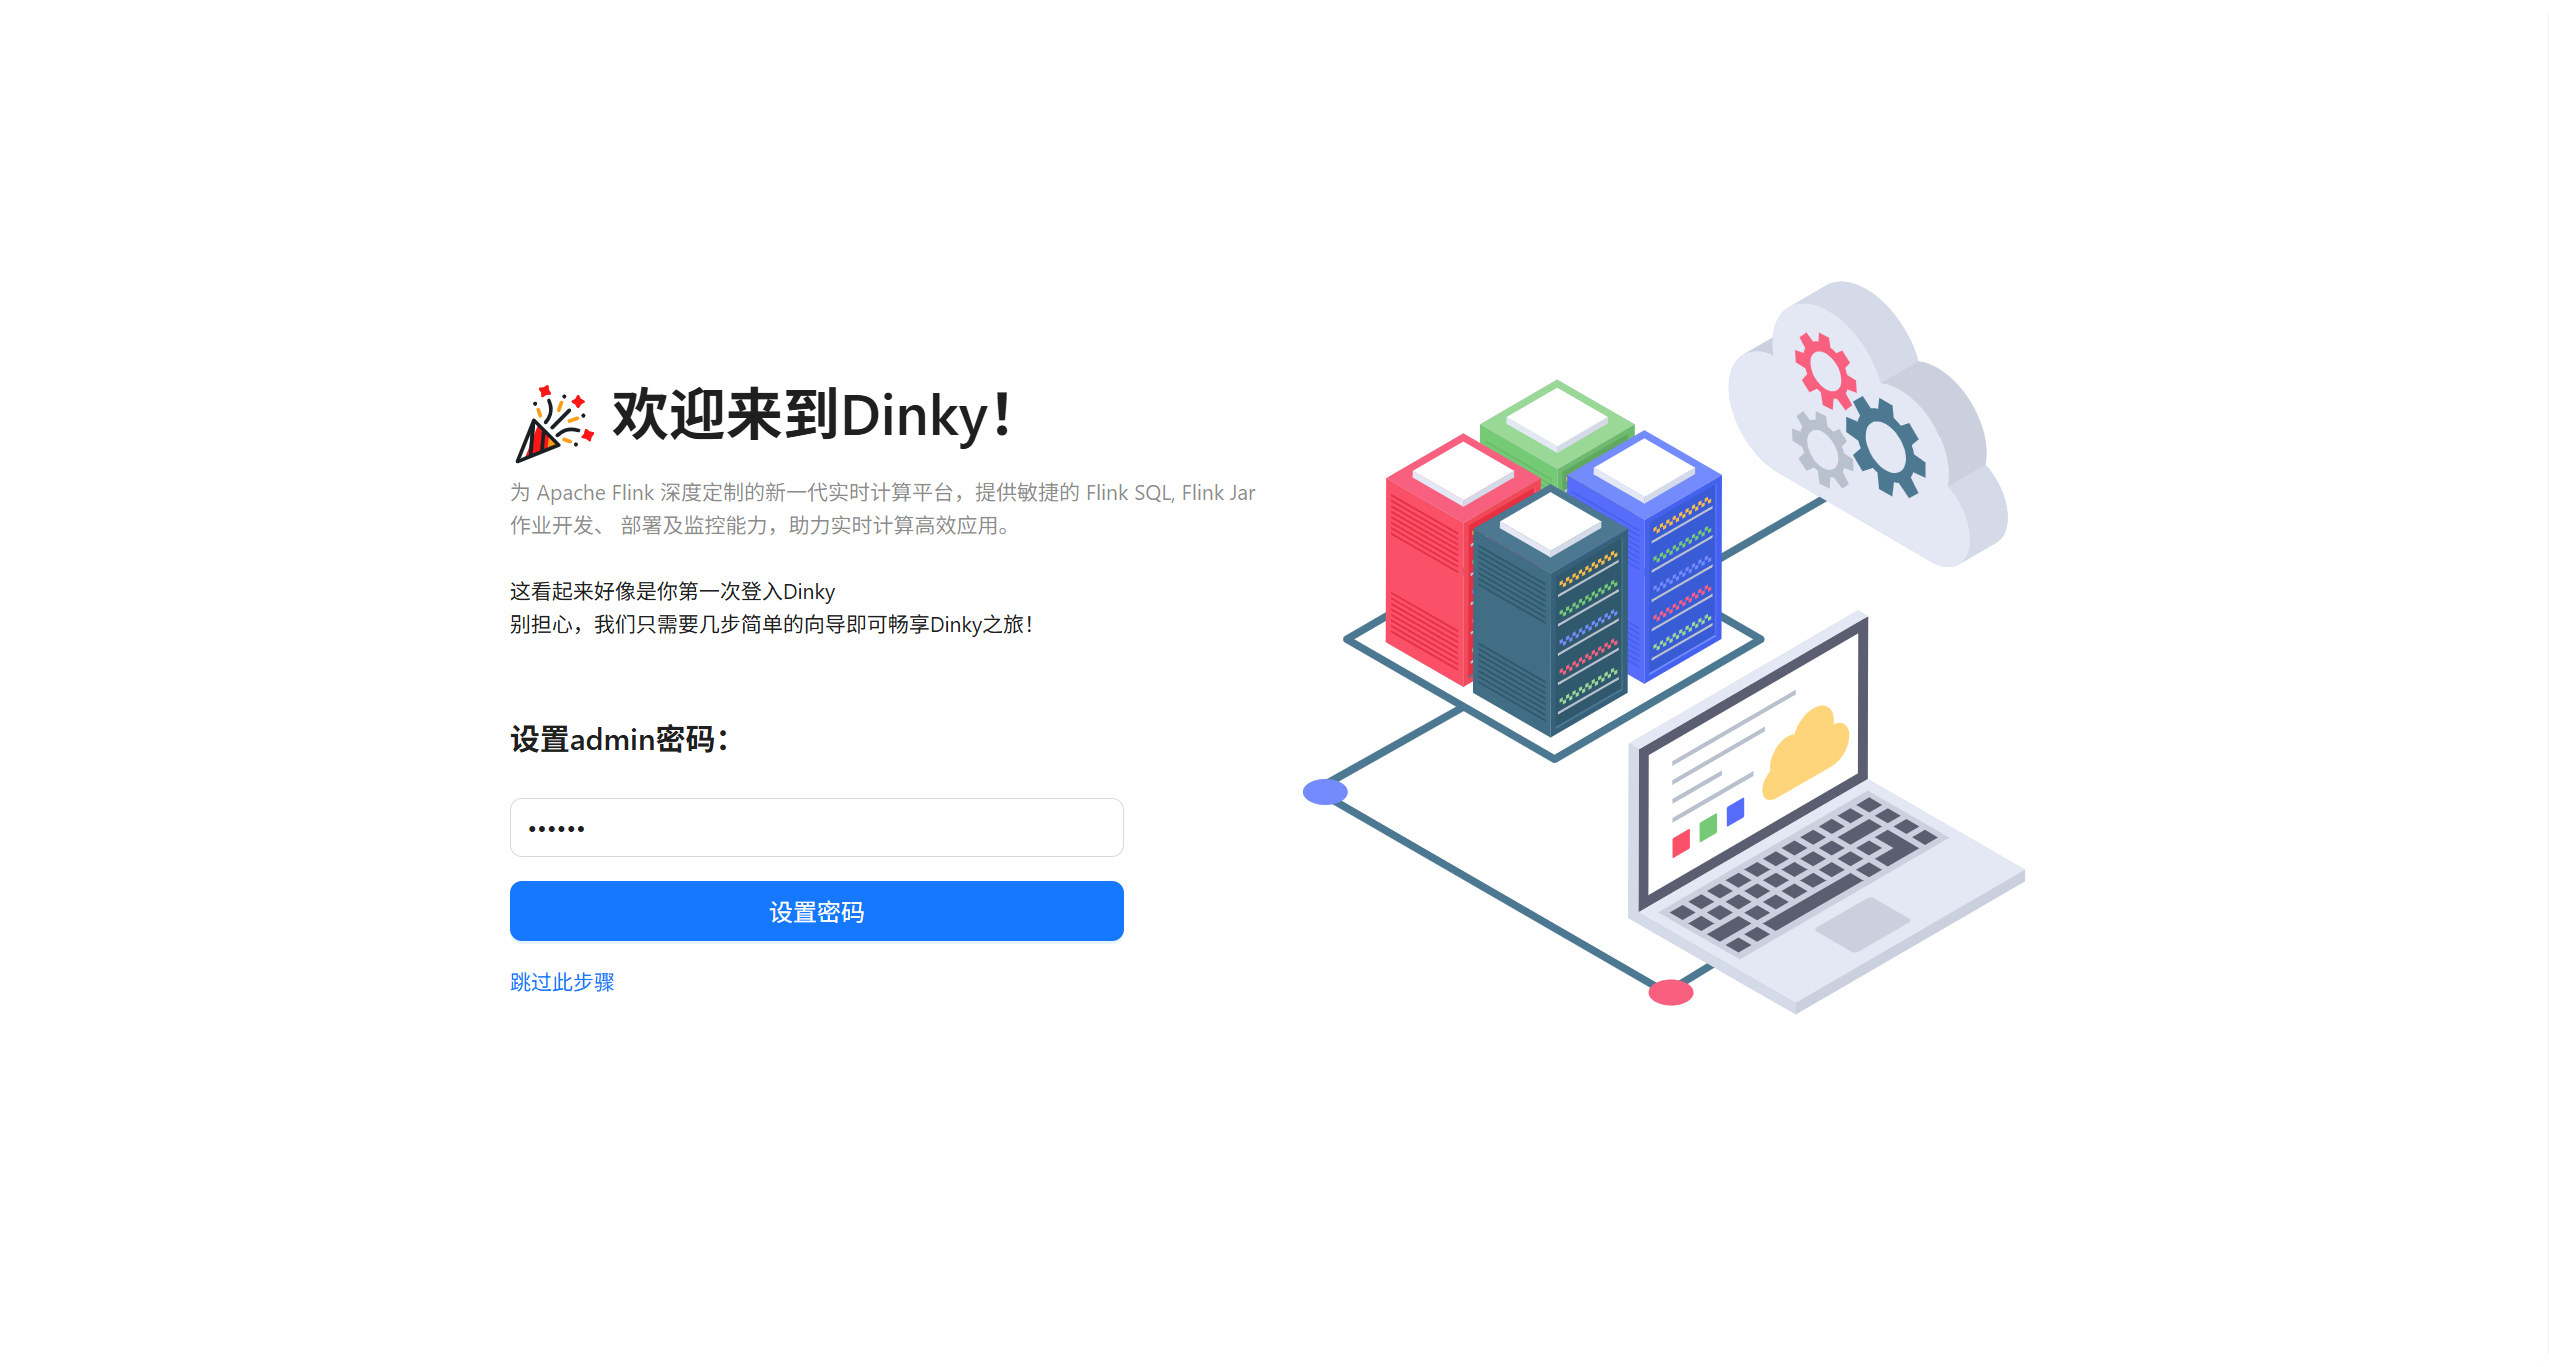 欢迎来到Dinky！
为 Apache Flink 深度定制的新一代实时计算平台，提供敏捷的 Flink SQL, Flink Jar
作业开发、 部署及监控能力，助力实时计算高效应用。
这看起来好像是你第一次登入Dinky
别担心，我们只需要几步简单的向导即可畅享Dinky之旅！
设置admin密码：
••••••
设置密码
跳过此步骤